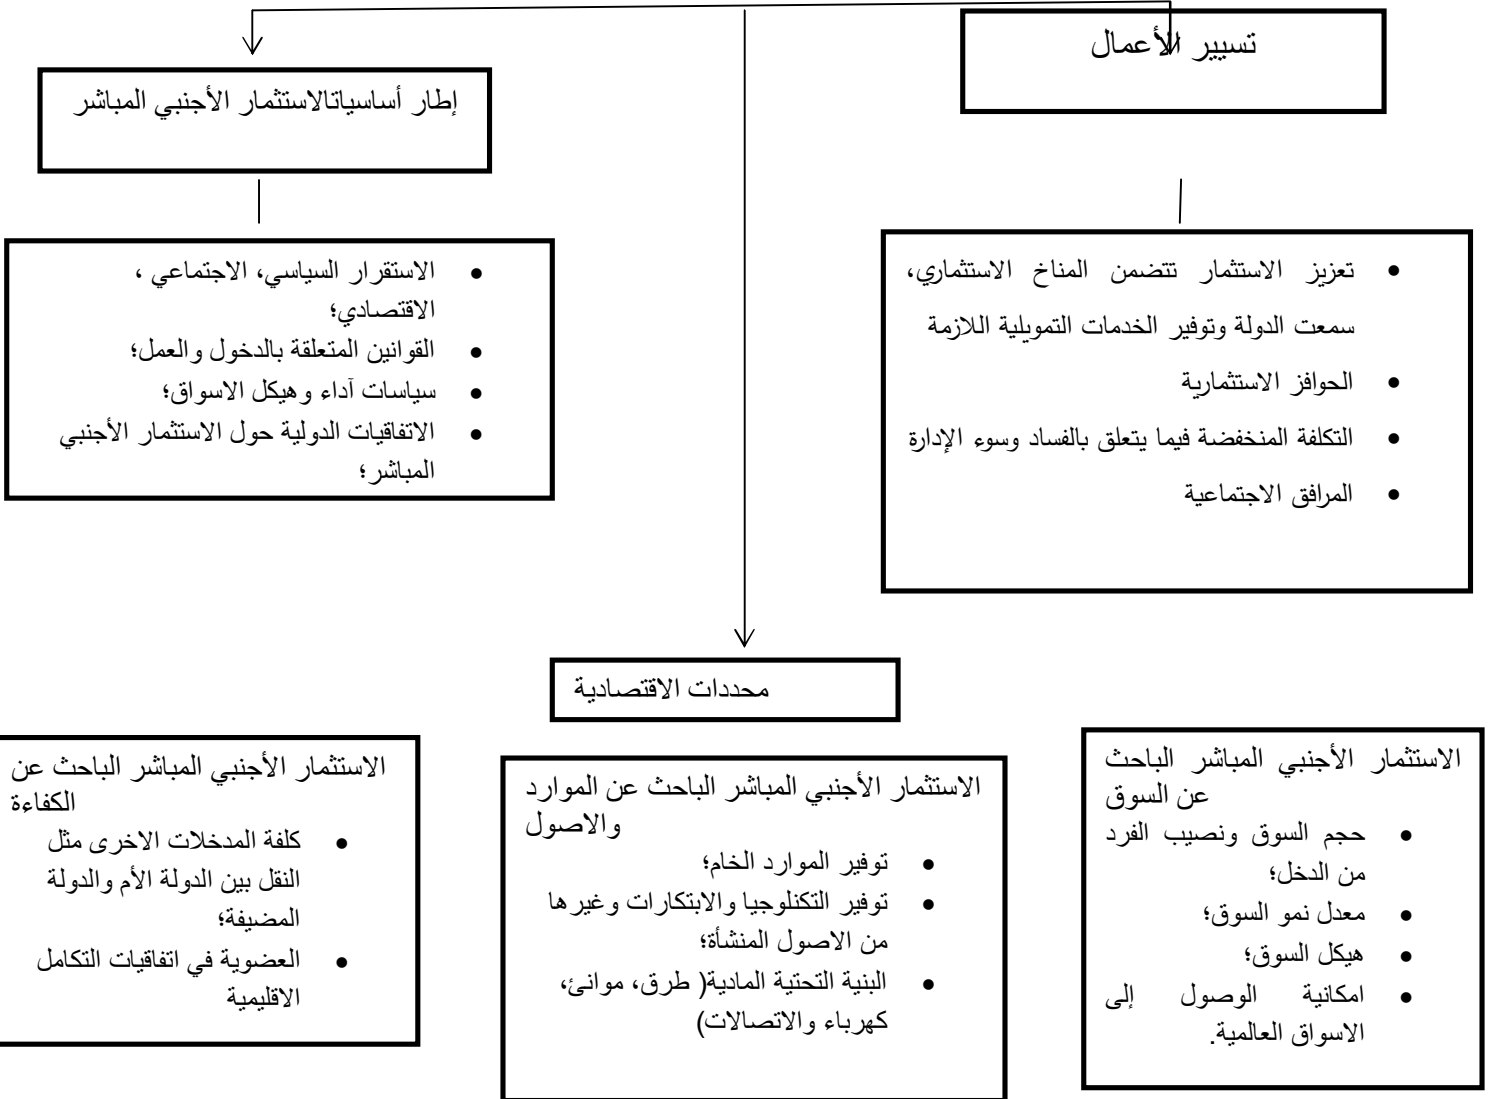 تسيير الأعمال
إطار أساسياتالاستثمار الأجنبي المباشر
• تعزيز الاستثمار تتضمن المناخ الاستثماري،
سمعت الدولة وتوفير الخدمات التمويلية اللازمة
• الحوافز الاستثمارية
• التكلفة المنخفضة فيما يتعلق بالفساد وسوء الإدارة
• المرافق الاجتماعية
• الاستقرار السياسي، الاجتماعي ،
الاقتصادي؛
• القوانين المتعلقة بالدخول والعمل؛
• سياسات آداء وهيكل الاسواق؛
• الاتفاقيات الدولية حول الاستثمار الأجنبي
المباشر؛
محددات الاقتصادية
الاستثمار الأجنبي المباشر الباحث
عن السوق
• حجم السوق ونصيب الفرد
من الدخل؛
• معدل نمو السوق؛
• هيكل السوق؛
• امكانية الوصول إلى
الاسواق العالمية.
الاستثمار الأجنبي المباشر الباحث عن الموارد
والاصول
• توفير الموارد الخام؛
• توفير التكنلوجيا والابتكارات وغيرها
من الاصول المنشأة؛
• البنية التحتية المادية( طرق، موانئ،
كهرباء والاتصالات)
الاستثمار الأجنبي المباشر الباحث عن
الكفاءة
• كلفة المدخلات الاخرى مثل
النقل بين الدولة الأم والدولة
المضيفة؛
• العضوية في اتفاقيات التكامل
الاقليمية